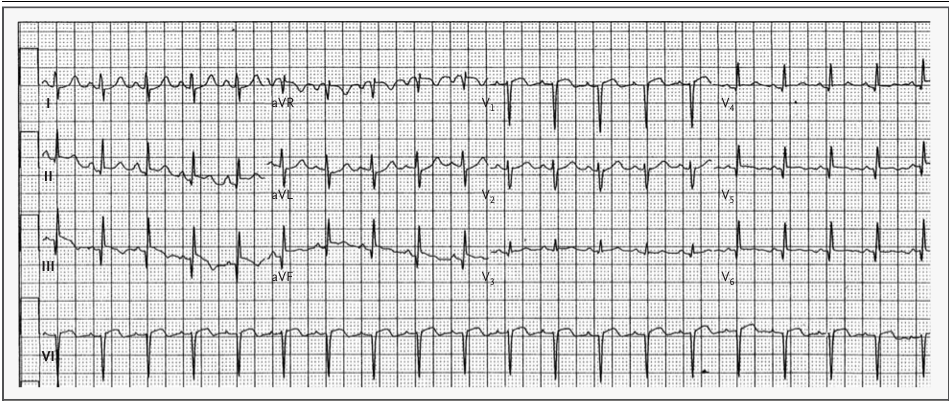 I aVR V₁ V₄
II aVL V₂ V₅
III aVF V₃ V₆
VI